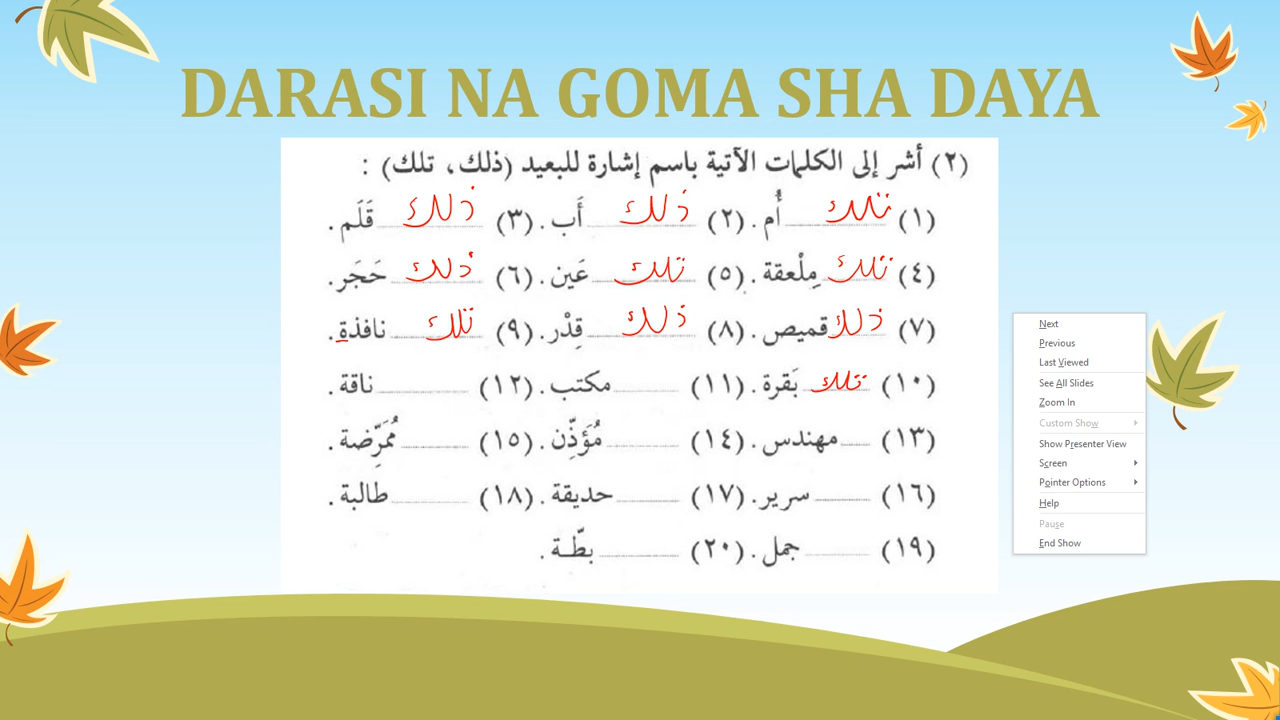 DARASI NA GOMA SHA DAYA
(٢) أشر إلى الكلمات الآتية باسم إشارة للبعيد (ذلك، تلك) :
(١) تلك أُم . (٢) ذلك أَب . (٣) ذلك قَلَم .
(٤) تلك مِلْعقة . (٥) تلك عَين . (٦) ذلك حَجَر .
(٧) ذلك قميص . (٨) ذلك قِدْر . (٩) تلك نافذة .
(١٠) تلك بَقرة . (١١) مكتب . (١٢) ناقة .
(١٣) مهندس . (١٤) مُؤَذِّن . (١٥) مُمَرِّضة .
(١٦) سرير . (١٧) حديقة . (١٨) طالبة .
(١٩) جمل . (٢٠) بطّـة .
Next
Previous
Last Viewed
See All Slides
Zoom In
Custom Show
Show Presenter View
Screen
Pointer Options
Help
Pause
End Show